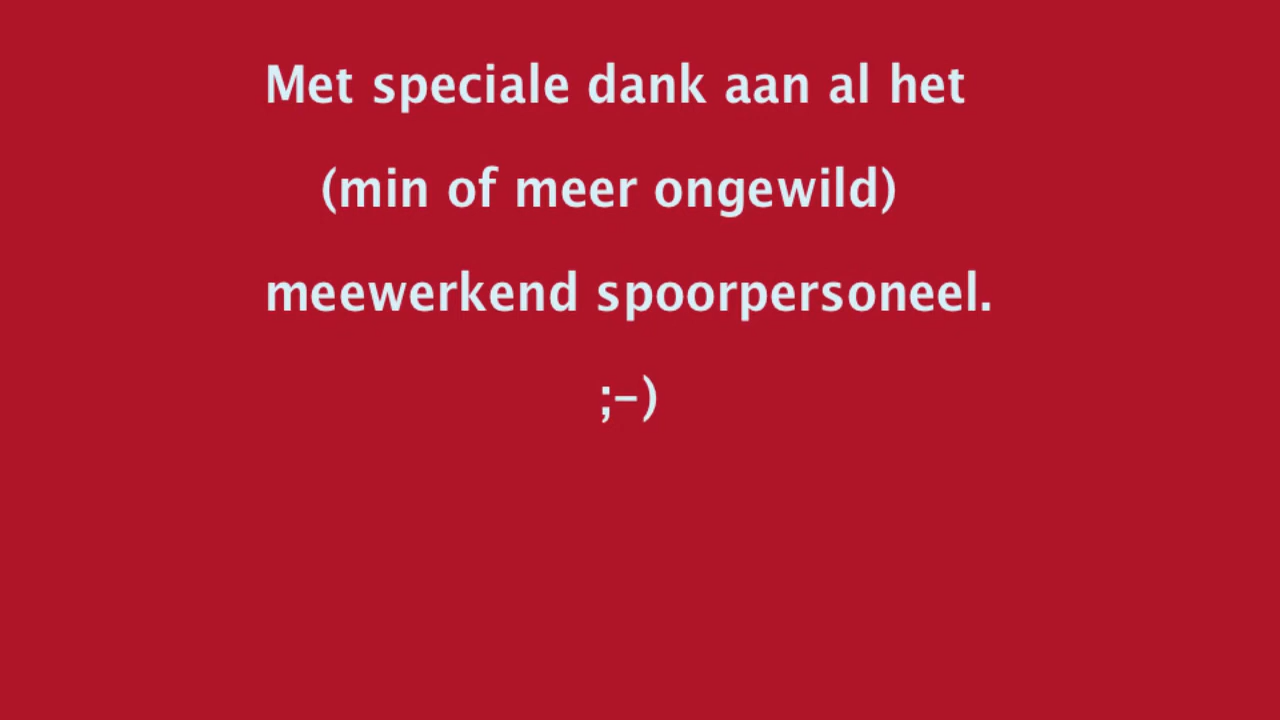 Met speciale dank aan al het
(min of meer ongewild)
meewerkend spoorpersoneel.
;-)